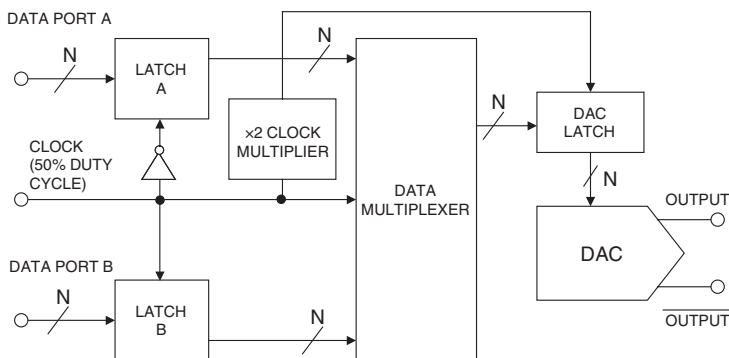 DATA PORT A
N
LATCH
A
N
×2 CLOCK
MULTIPLIER
CLOCK
(50% DUTY
CYCLE)
DATA
MULTIPLEXER
N
DAC
LATCH
N
DAC
OUTPUT
OUTPUT
DATA PORT B
N
LATCH
B
N